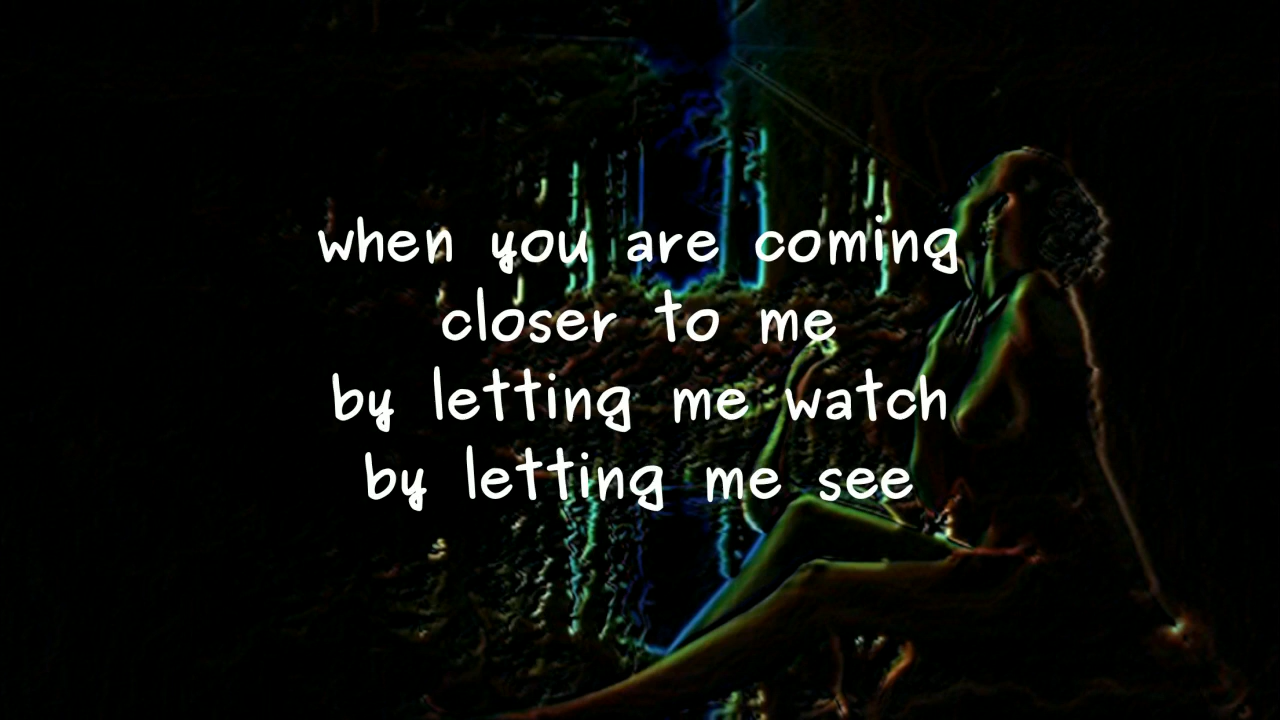 when you are coming
closer to me
by letting me watch
by letting me see